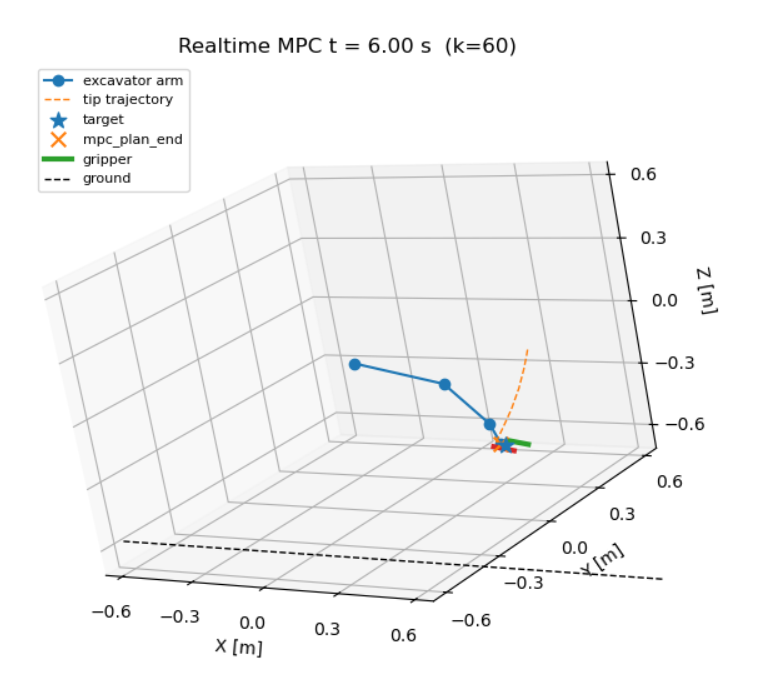 Realtime MPC t = 6.00 s  (k=60)
excavator arm
tip trajectory
target
mpc_plan_end
gripper
ground
0.6
0.3
0.0
−0.3
−0.6
Z [m]
0.6
0.3
0.0
−0.3
−0.6
Y [m]
−0.6
−0.3
0.0
0.3
0.6
X [m]